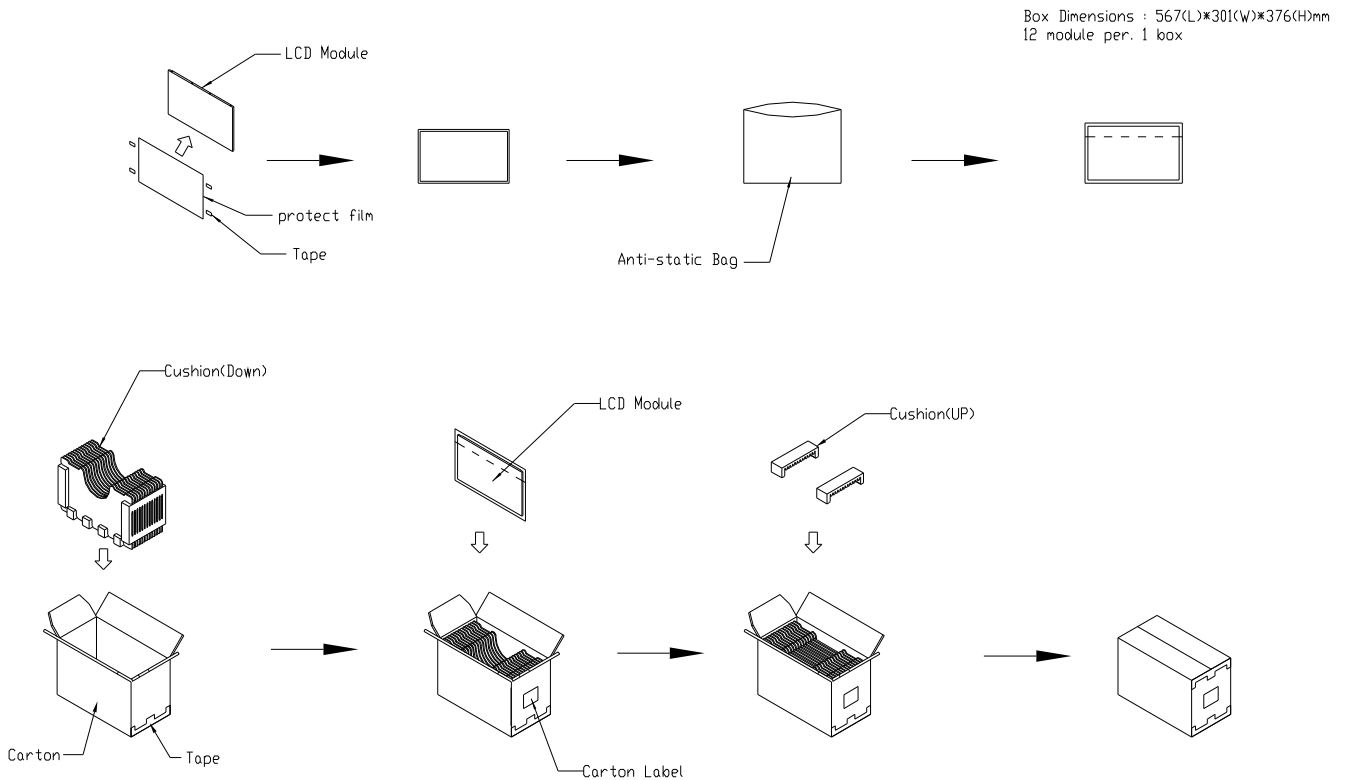 Box Dimensions : 567(L)*301(W)*376(H)mm
12 module per. 1 box
LCD Module
protect film
Tape
Anti-static Bag
Cushion(Down)
LCD Module
Cushion(UP)
Carton
Tape
Carton Label